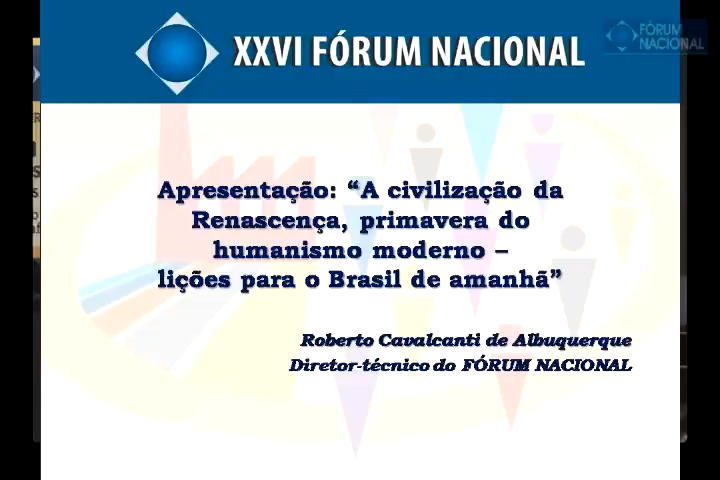 XXVI FÓRUM NACIONAL
FÓRUM
NACIONAL
Apresentação: “A civilização da
Renascença, primavera do
humanismo moderno –
lições para o Brasil de amanhã”
Roberto Cavalcanti de Albuquerque
Diretor-técnico do FÓRUM NACIONAL